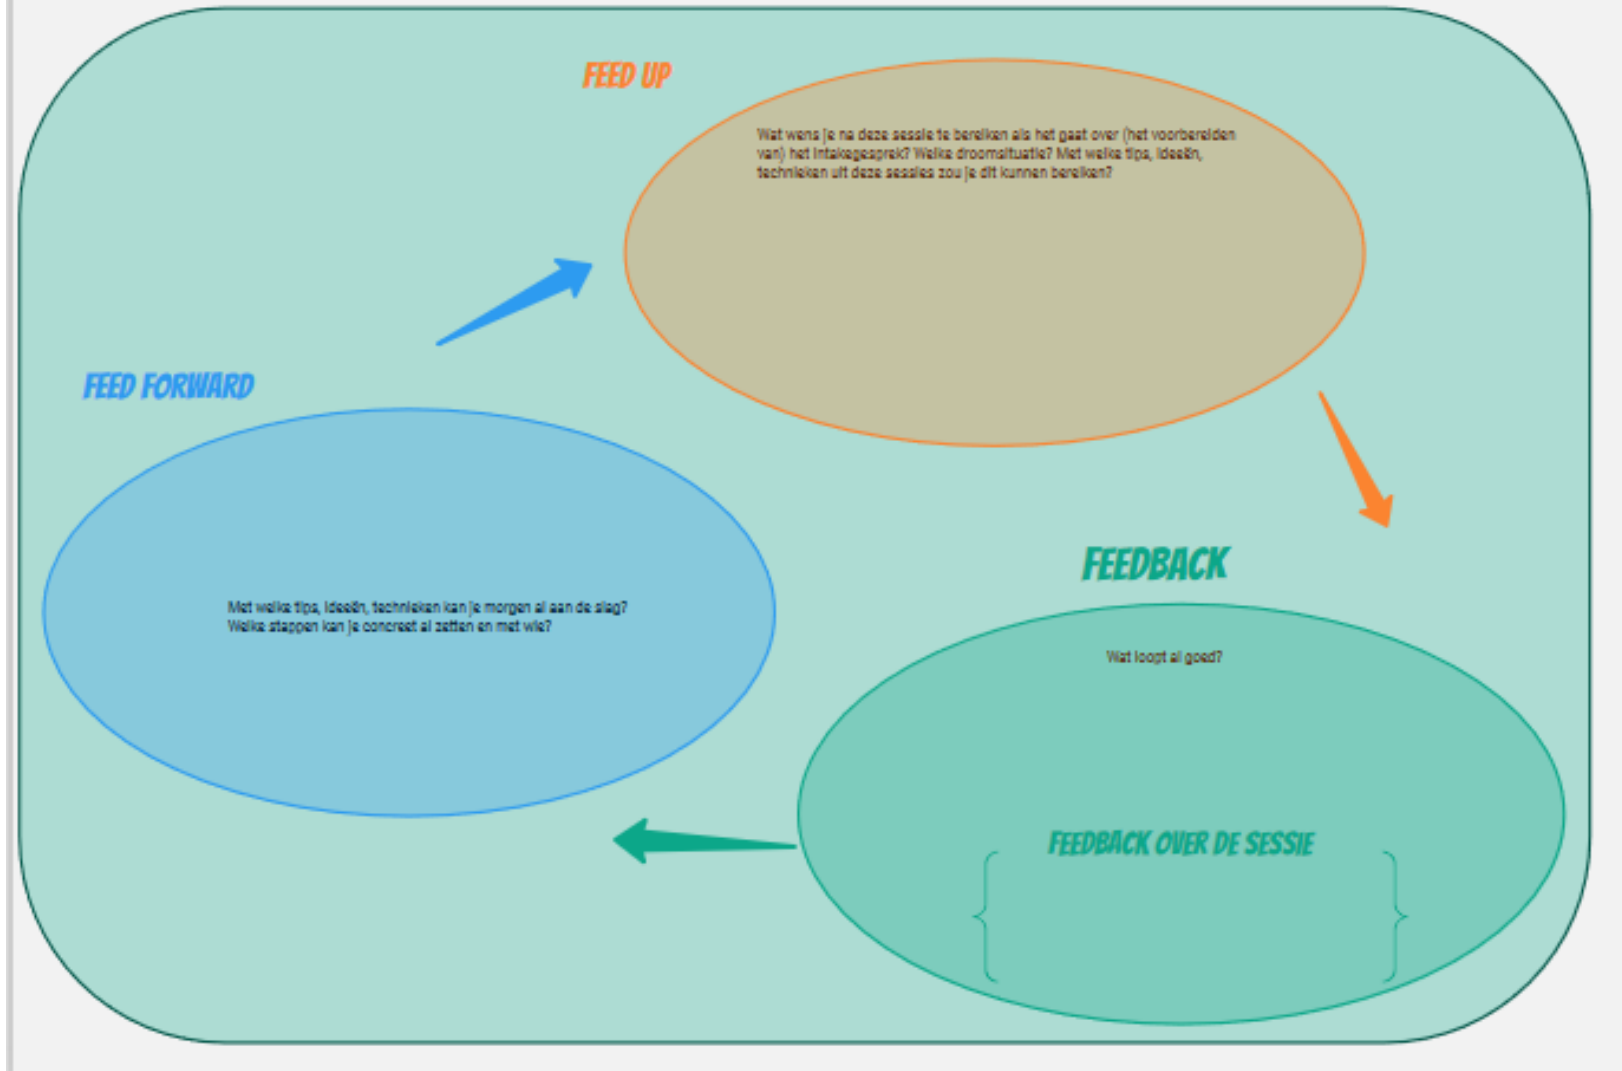 FEED UP
Wat wens je na deze sessie te bereiken als het gaat over (het voorbereiden
van) het intakegesprek? Welke droomsituatie? Met welke tips, ideeën,
technieken uit deze sessies zou je dit kunnen bereiken?
FEED FORWARD
Met welke tips, ideeën, technieken kan je morgen al aan de slag?
Welke stappen kan je concreet al zetten en met wie?
FEEDBACK
Wat loopt al goed?
FEEDBACK OVER DE SESSIE